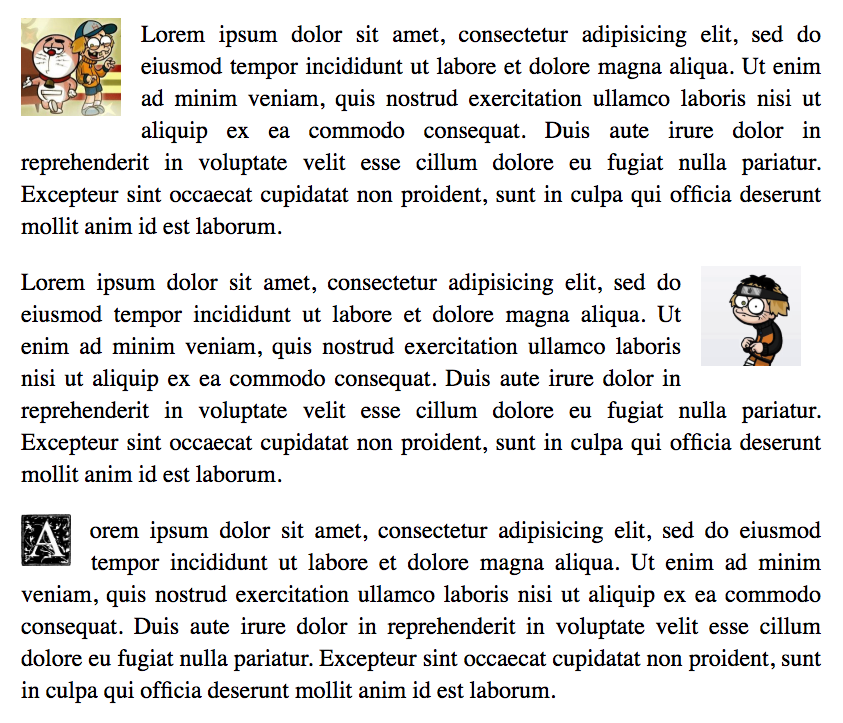 Lorem ipsum dolor sit amet, consectetur adipisicing elit, sed do
eiusmod tempor incididunt ut labore et dolore magna aliqua. Ut enim
ad minim veniam, quis nostrud exercitation ullamco laboris nisi ut
aliquip ex ea commodo consequat. Duis aute irure dolor in
reprehenderit in voluptate velit esse cillum dolore eu fugiat nulla pariatur.
Excepteur sint occaecat cupidatat non proident, sunt in culpa qui officia deserunt
mollit anim id est laborum.
Lorem ipsum dolor sit amet, consectetur adipisicing elit, sed do
eiusmod tempor incididunt ut labore et dolore magna aliqua. Ut
enim ad minim veniam, quis nostrud exercitation ullamco laboris
nisi ut aliquip ex ea commodo consequat. Duis aute irure dolor in
reprehenderit in voluptate velit esse cillum dolore eu fugiat nulla pariatur.
Excepteur sint occaecat cupidatat non proident, sunt in culpa qui officia deserunt
mollit anim id est laborum.
A orem ipsum dolor sit amet, consectetur adipisicing elit, sed do eiusmod
tempor incididunt ut labore et dolore magna aliqua. Ut enim ad minim
veniam, quis nostrud exercitation ullamco laboris nisi ut aliquip ex ea commodo
consequat. Duis aute irure dolor in reprehenderit in voluptate velit esse cillum
dolore eu fugiat nulla pariatur. Excepteur sint occaecat cupidatat non proident, sunt
in culpa qui officia deserunt mollit anim id est laborum.